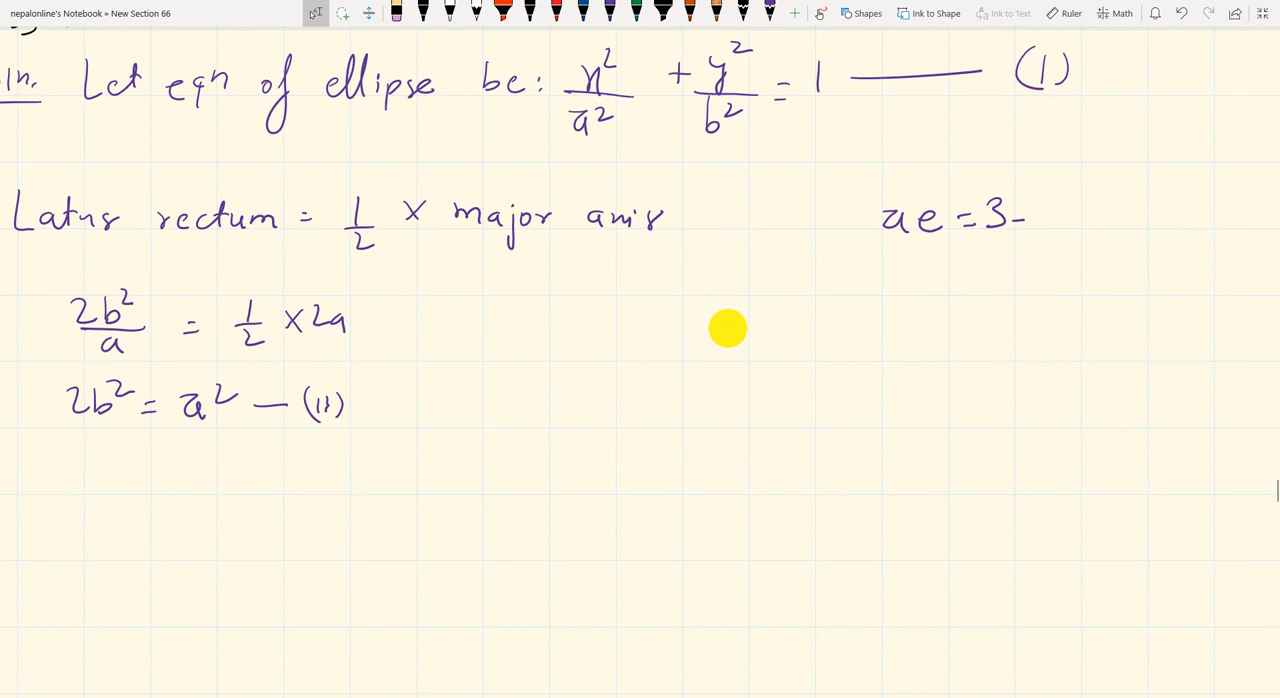 nepalonline's Notebook » New Section 66
Shapes Ink to Shape Ink to Text Ruler Math
ln. Let eqn of ellipse be: x²/a² + y²/b² = 1 — (1)
Latus rectum = 1/2 × major axis
ae = 3-
2b²/a = 1/2 × 2a
2b² = a² — (11)